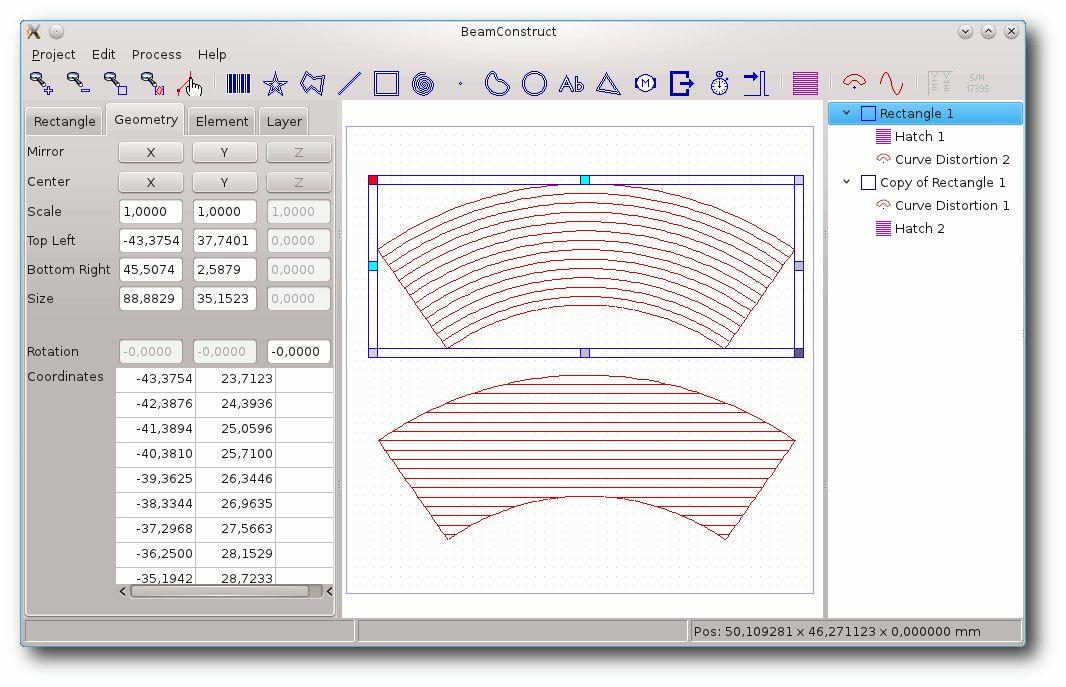 BeamConstruct
Project Edit Process Help
Ab M S/N 17395
Rectangle Geometry Element Layer
Mirror X Y Z
Center X Y Z
Scale 1,0000 1,0000 1,0000
Top Left -43,3754 37,7401 0,0000
Bottom Right 45,5074 2,5879 0,0000
Size 88,8829 35,1523 0,0000
Rotation -0,0000 -0,0000 -0,0000
Coordinates -43,3754 23,7123
-42,3876 24,3936
-41,3894 25,0596
-40,3810 25,7100
-39,3625 26,3446
-38,3344 26,9635
-37,2968 27,5663
-36,2500 28,1529
-35,1942 28,7233
Rectangle 1
Hatch 1
Curve Distortion 2
Copy of Rectangle 1
Curve Distortion 1
Hatch 2
Pos: 50,109281 x 46,271123 x 0,000000 mm